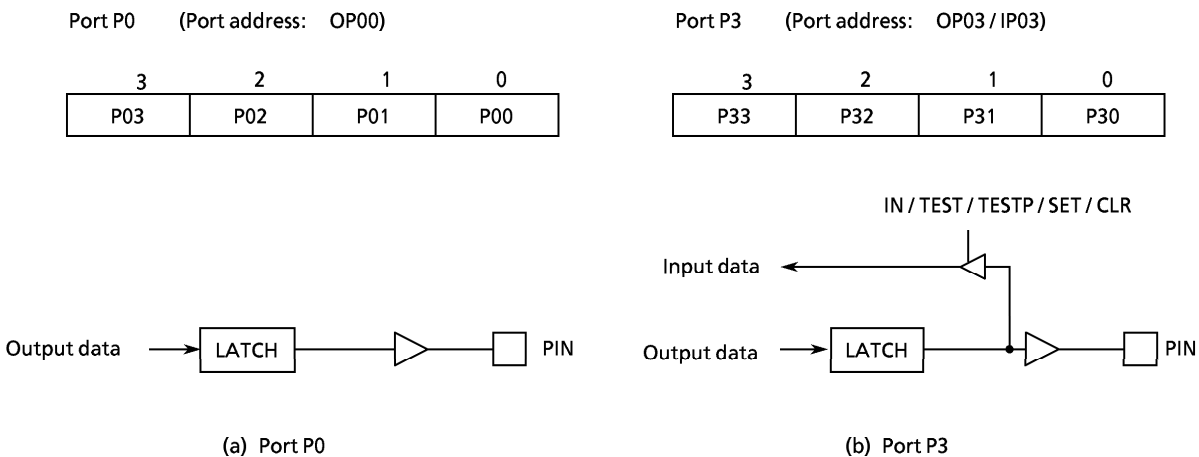 Port P0 (Port address: OP00)
3 2 1 0
P03 P02 P01 P00
Output data LATCH PIN
(a) Port P0
Port P3 (Port address: OP03 / IP03)
3 2 1 0
P33 P32 P31 P30
IN / TEST / TESTP / SET / CLR
Input data
Output data LATCH PIN
(b) Port P3